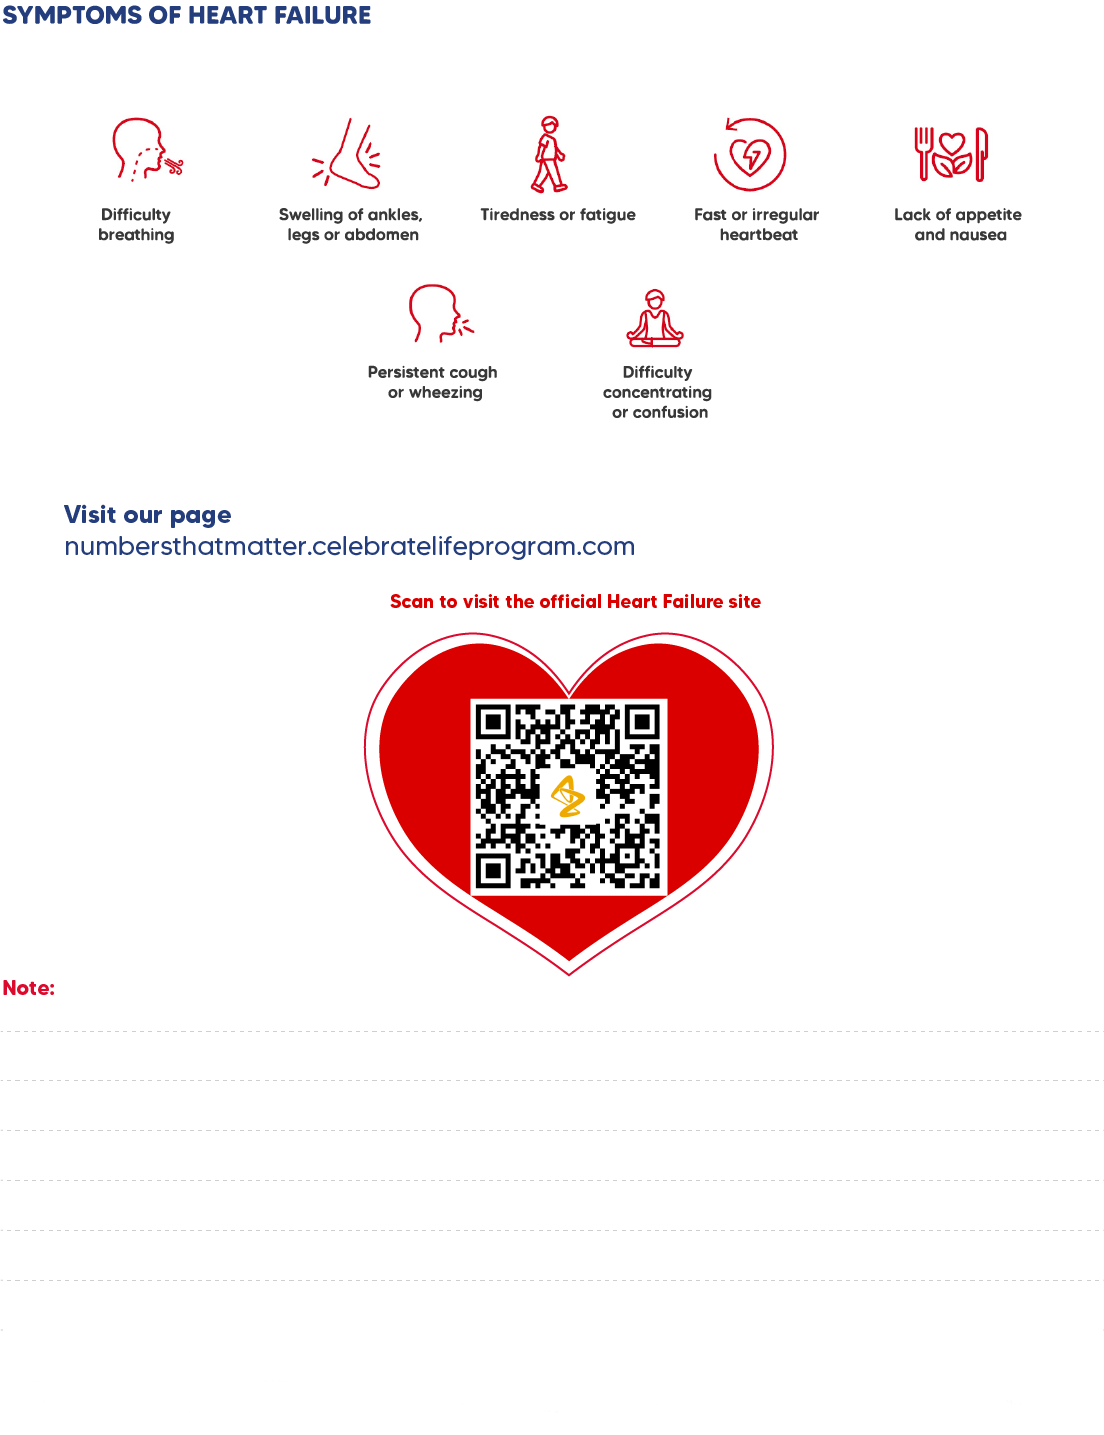 SYMPTOMS OF HEART FAILURE
Difficulty
breathing
Swelling of ankles,
legs or abdomen
Tiredness or fatigue
Fast or irregular
heartbeat
Lack of appetite
and nausea
Persistent cough
or wheezing
Difficulty
concentrating
or confusion
Visit our page
numbersthatmatter.celebratelifeprogram.com
Scan to visit the official Heart Failure site
Note: